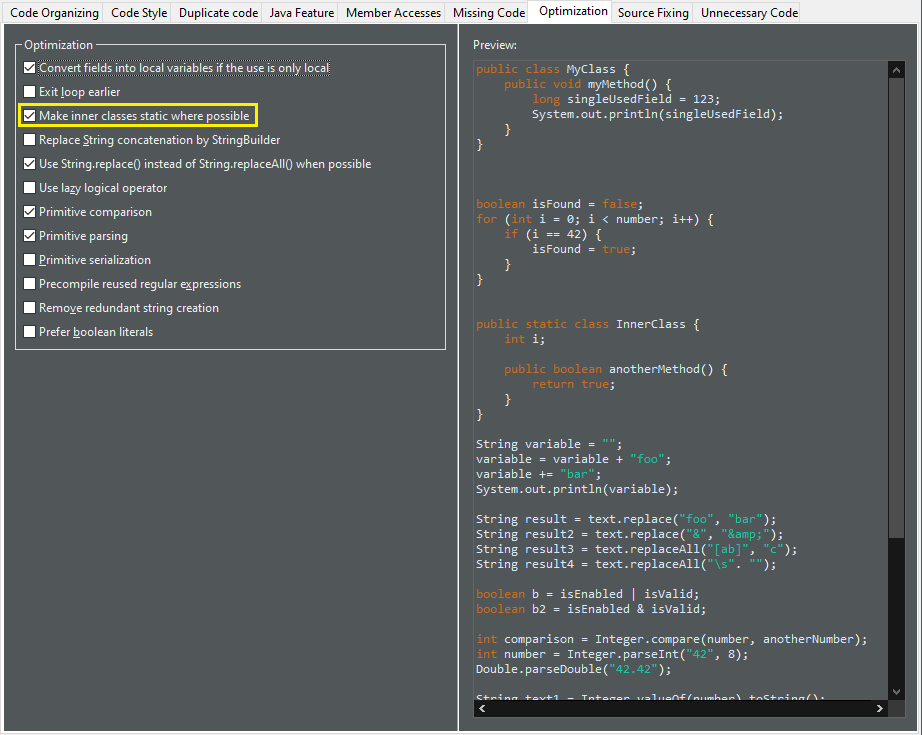 Code Organizing Code Style Duplicate code Java Feature Member Accesses Missing Code Optimization Source Fixing Unnecessary Code
Optimization
Convert fields into local variables if the use is only local
Exit loop earlier
Make inner classes static where possible
Replace String concatenation by StringBuilder
Use String.replace() instead of String.replaceAll() when possible
Use lazy logical operator
Primitive comparison
Primitive parsing
Primitive serialization
Precompile reused regular expressions
Remove redundant string creation
Prefer boolean literals
Preview:
public class MyClass {
    public void myMethod() {
        long singleUsedField = 123;
        System.out.println(singleUsedField);
    }
}
boolean isFound = false;
for (int i = 0; i < number; i++) {
    if (i == 42) {
        isFound = true;
    }
}
public static class InnerClass {
    int i;
    public boolean anotherMethod() {
        return true;
    }
}
String variable = "";
variable = variable + "foo";
variable += "bar";
System.out.println(variable);
String result = text.replace("foo", "bar");
String result2 = text.replace("&", "&amp;");
String result3 = text.replaceAll("[ab]", "c");
String result4 = text.replaceAll("\s". "");
boolean b = isEnabled | isValid;
boolean b2 = isEnabled & isValid;
int comparison = Integer.compare(number, anotherNumber);
int number = Integer.parseInt("42", 8);
Double.parseDouble("42.42");
String text1 = Integer.valueOf(number).toString();